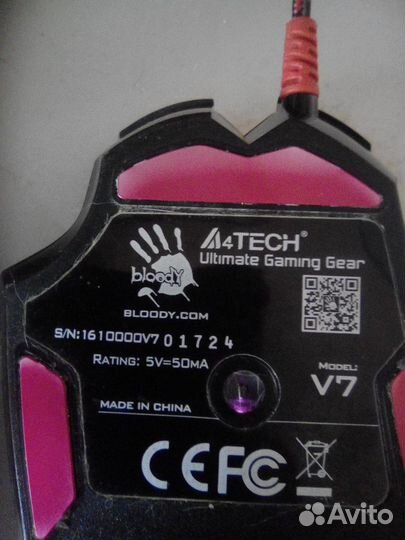 A4TECH®
Ultimate Gaming Gear
bloody
BLOODY.COM
S/N:1610000V701724
RATING: 5V=50MA
MODEL:
V7
MADE IN CHINA
CE FC
Avito